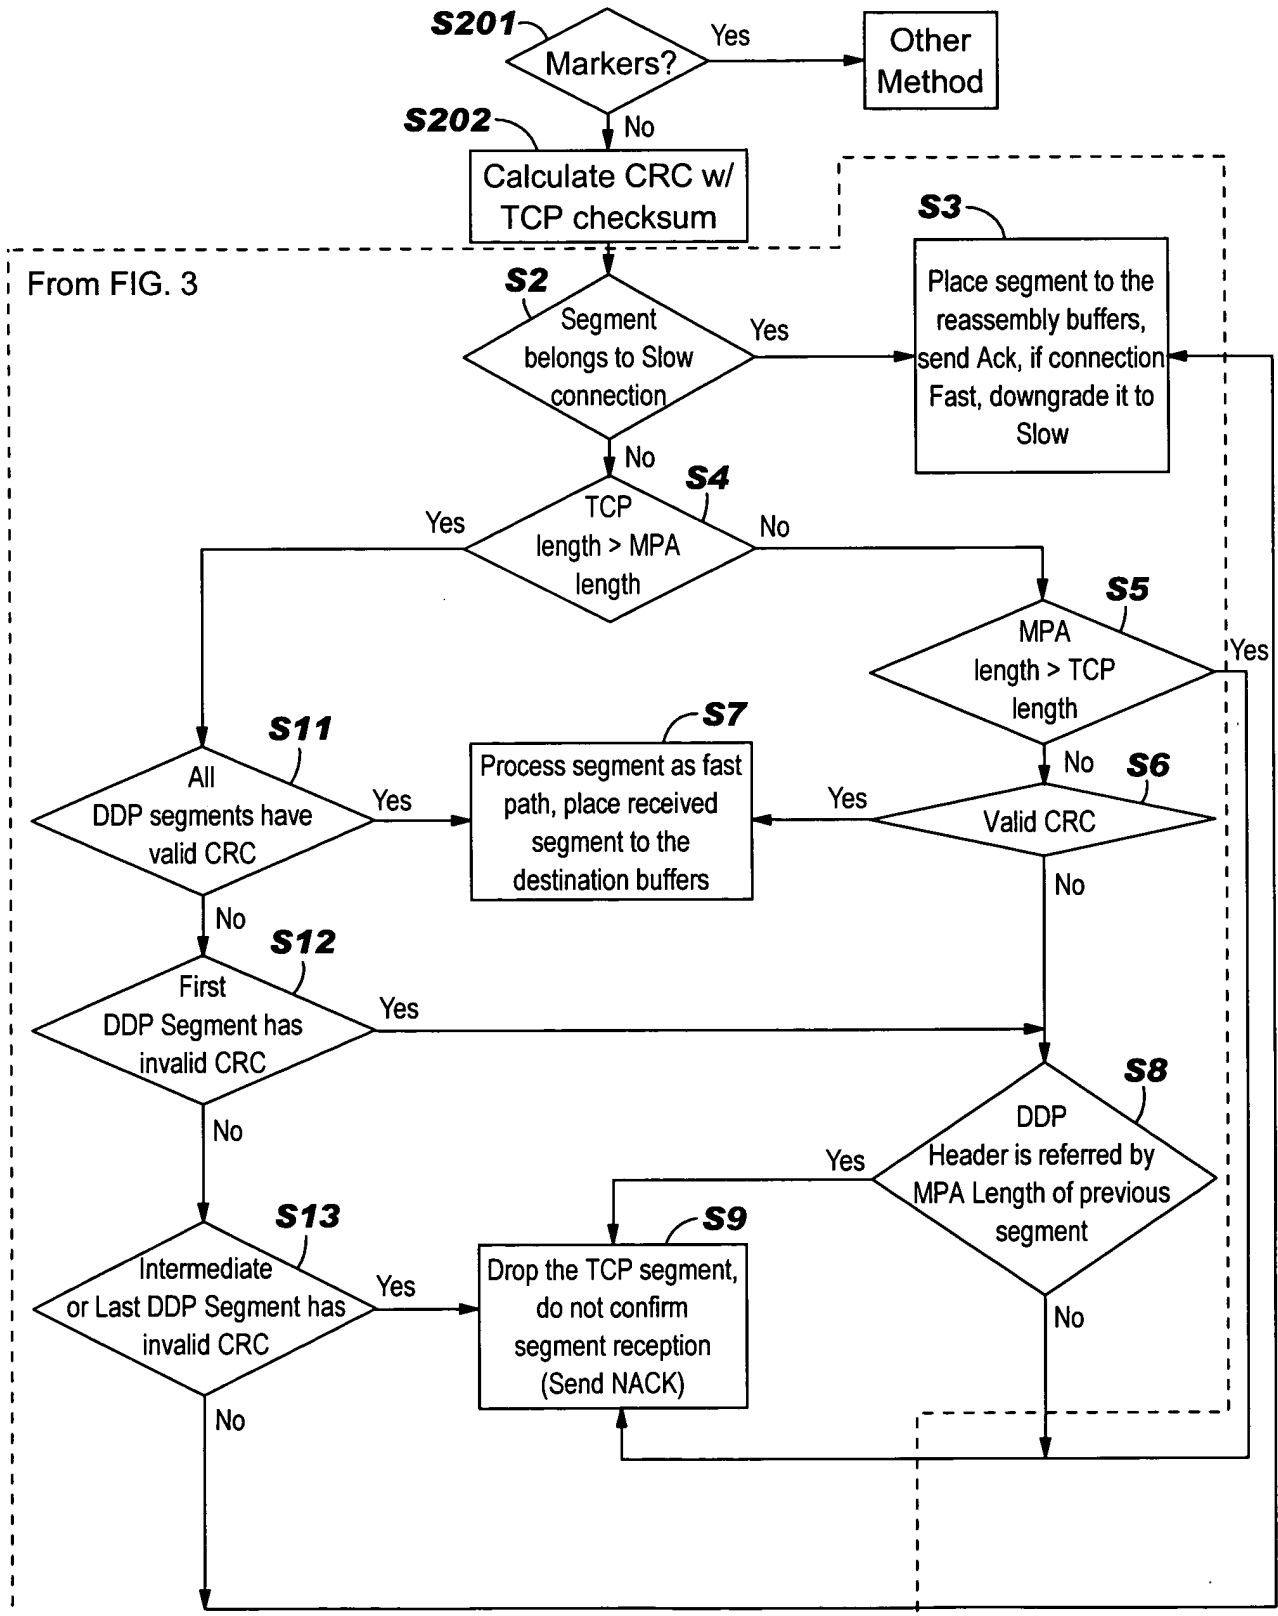 S201
Markers?
Yes
Other
Method
No
S202
Calculate CRC w/
TCP checksum
From FIG. 3
S2
Segment
belongs to Slow
connection
Yes
S3
Place segment to the
reassembly buffers,
send Ack, if connection
Fast, downgrade it to
Slow
No
S4
TCP
length > MPA
length
Yes
No
S5
MPA
length > TCP
length
Yes
No
S11
All
DDP segments have
valid CRC
Yes
S7
Process segment as fast
path, place received
segment to the
destination buffers
S6
Valid CRC
Yes
No
No
S12
First
DDP Segment has
invalid CRC
Yes
No
S8
DDP
Header is referred by
MPA Length of previous
segment
Yes
No
S13
Intermediate
or Last DDP Segment has
invalid CRC
Yes
S9
Drop the TCP segment,
do not confirm
segment reception
(Send NACK)
No